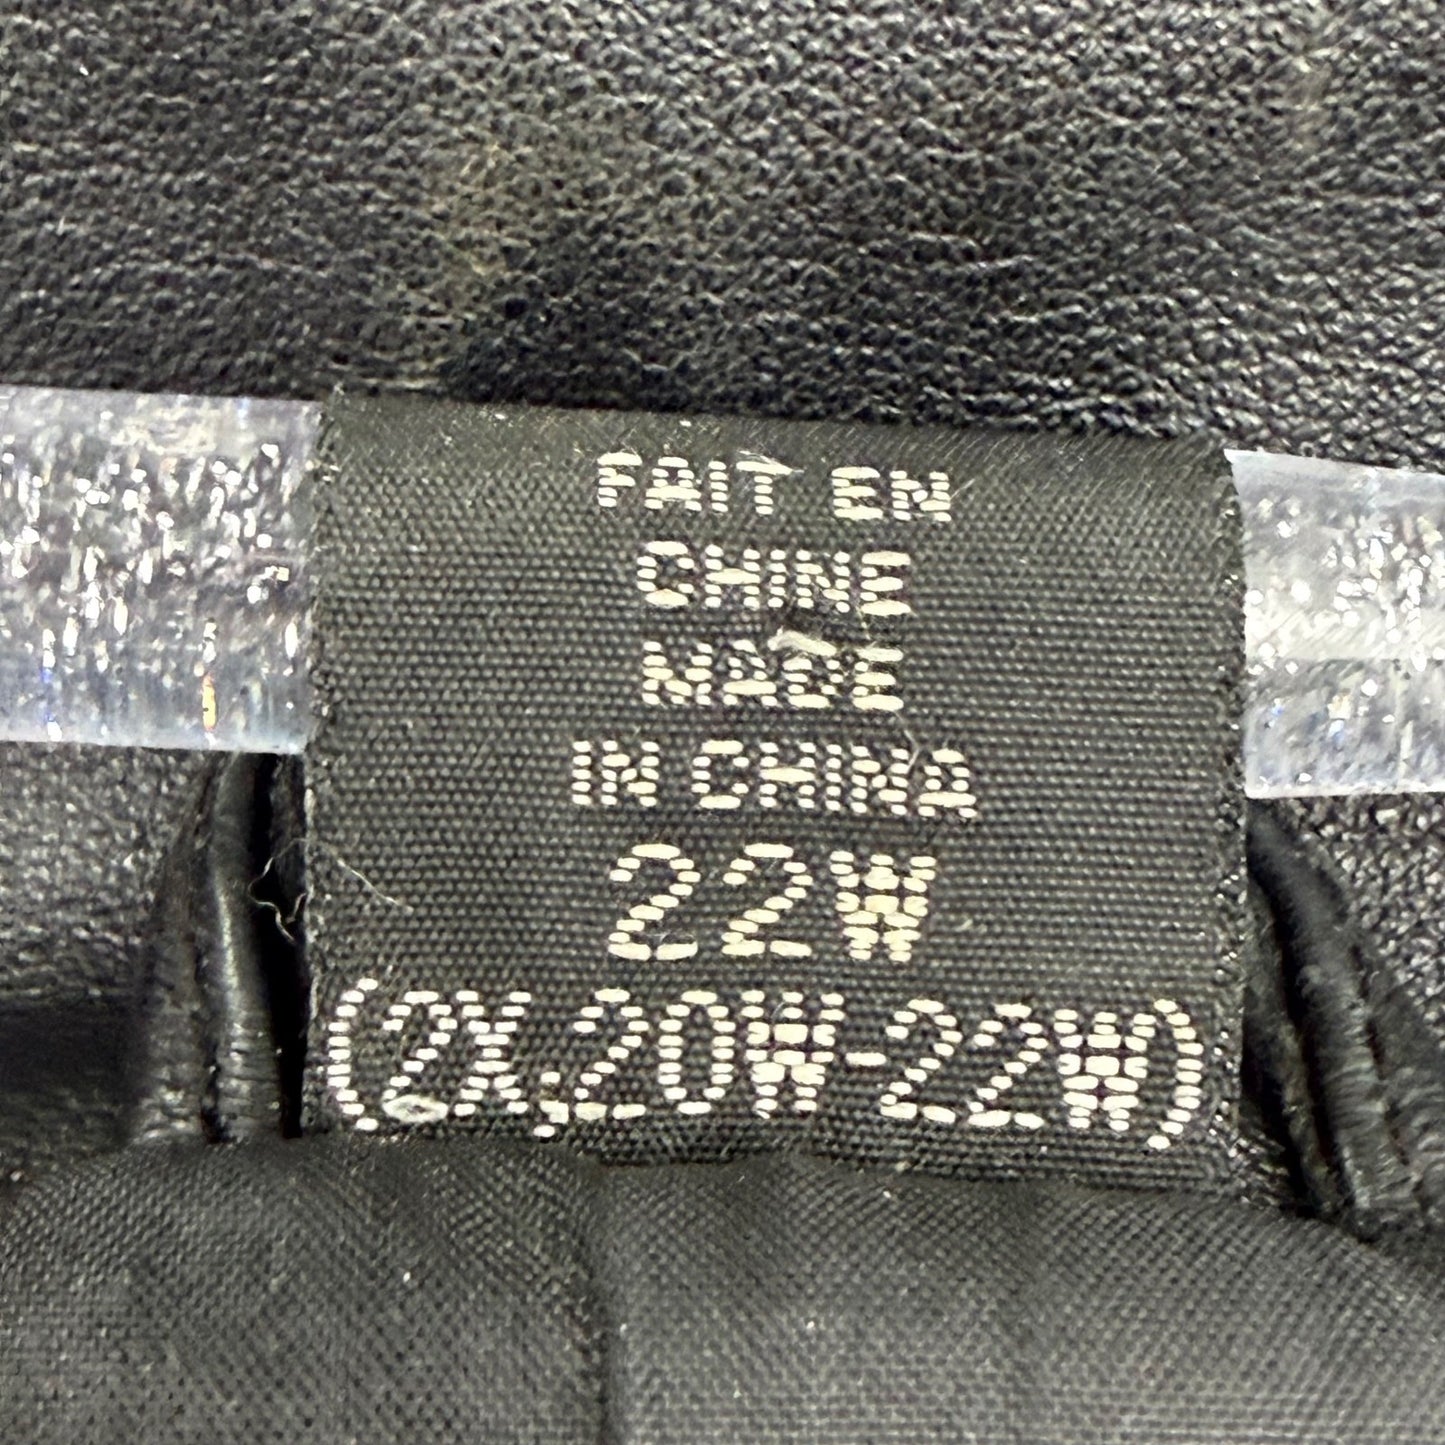 FAIT EN
CHINE
MADE
IN CHINA
22W
(2X,20W-22W)